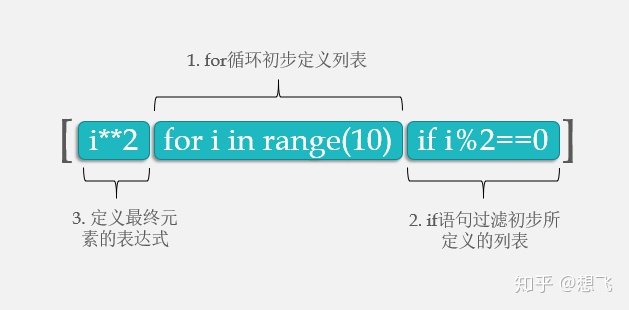 1. for循环初步定义列表
[ i**2 for i in range(10) if i%2==0 ]
3. 定义最终元
素的表达式
2. if语句过滤初步所
定义的列表
知乎 @想飞